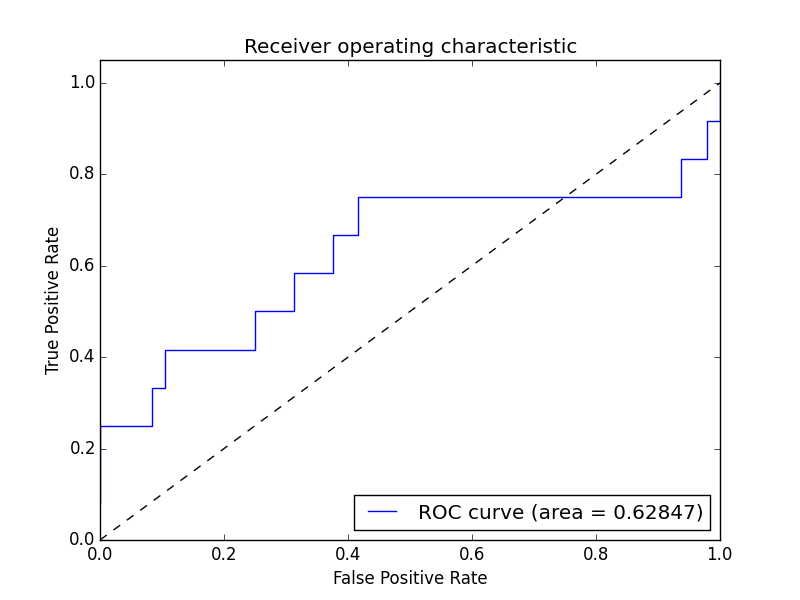 Receiver operating characteristic
True Positive Rate
1.0
0.8
0.6
0.4
0.2
0.0
ROC curve (area = 0.62847)
0.0 0.2 0.4 0.6 0.8 1.0
False Positive Rate